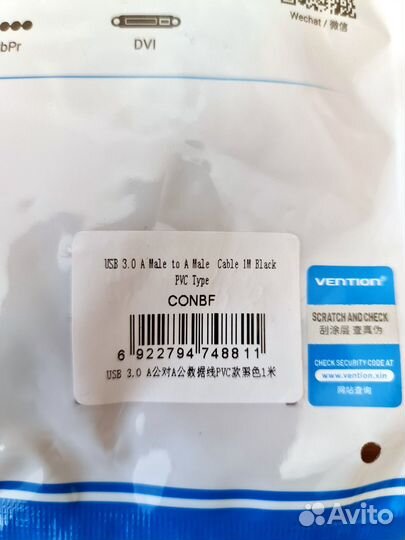 bPr
DVI
Wechat / 微信
USB 3.0 A Male to A Male Cable 1M Black
PVC Type
CONBF
6 922794 748811
USB 3.0 A公对A公数据线PVC款黑色1米
VENTION
SCRATCH AND CHECK
刮涂层 查真伪
CHECK SECURITY CODE AT
www.vention.xin
网站查询
Avito